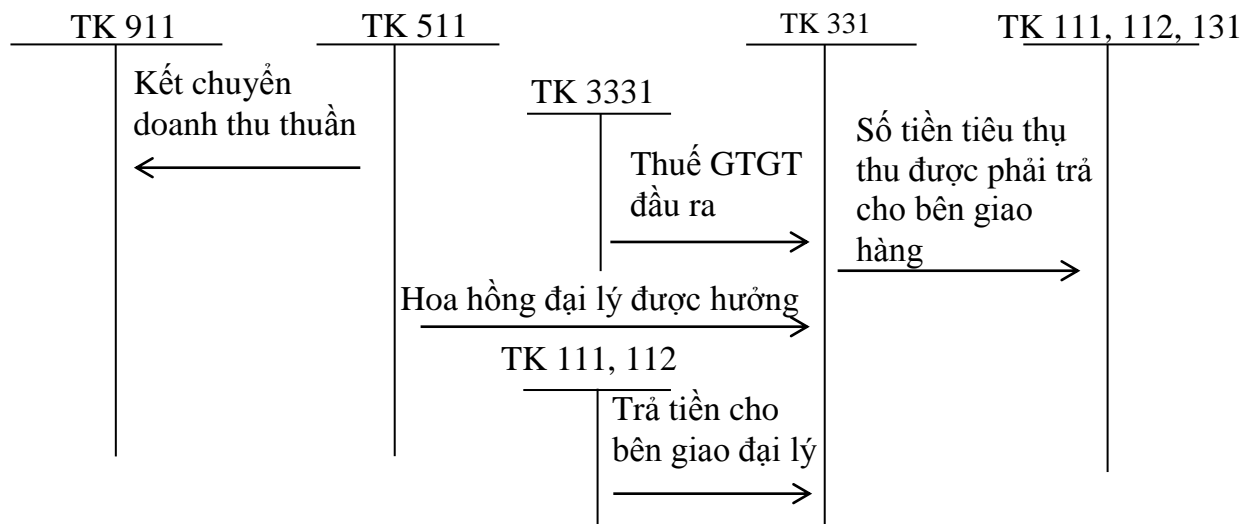 TK 911
TK 511
TK 331
TK 111, 112, 131
Kết chuyển
doanh thu thuần
TK 3331
Thuế GTGT
đầu ra
Số tiền tiêu thụ
thu được phải trả
cho bên giao
hàng
Hoa hồng đại lý được hưởng
TK 111, 112
Trả tiền cho
bên giao đại lý